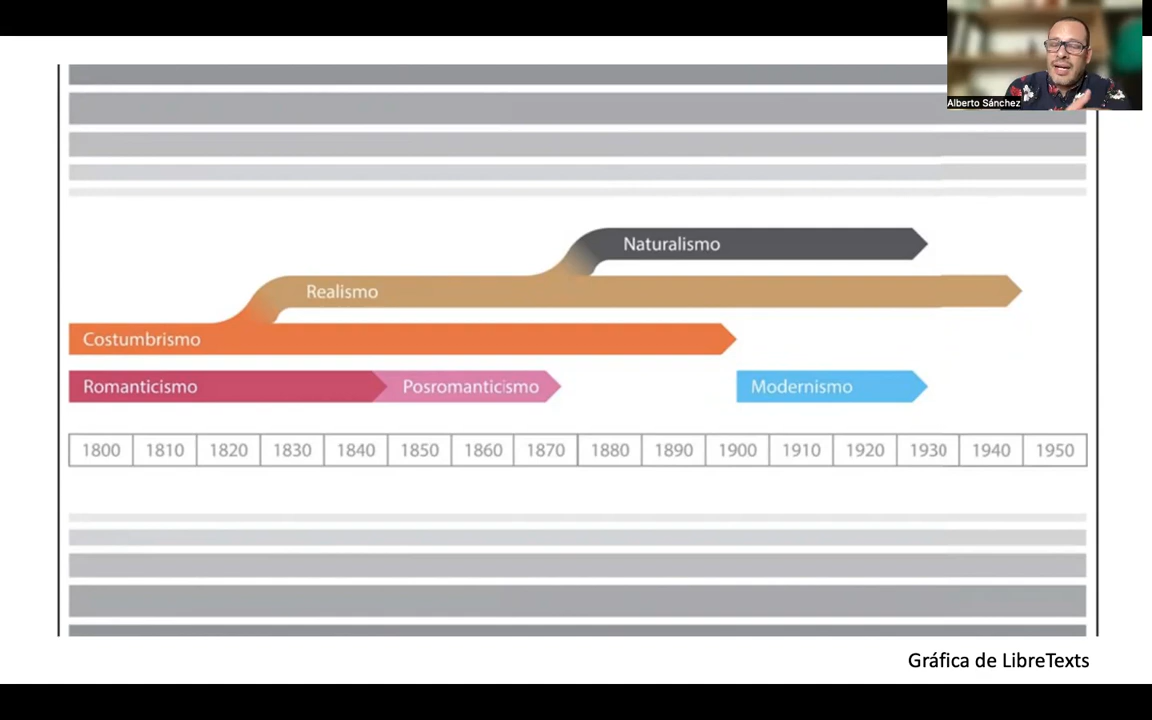 Alberto Sánchez
Naturalismo
Realismo
Costumbrismo
Romanticismo Posromanticismo Modernismo
1800 1810 1820 1830 1840 1850 1860 1870 1880 1890 1900 1910 1920 1930 1940 1950
Gráfica de LibreTexts